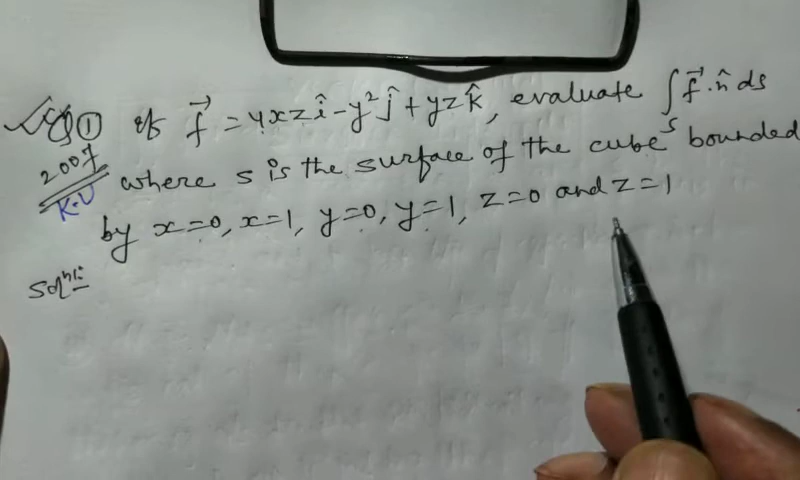 Q① If f⃗ = 4xz î - y² ĵ + yz k̂, evaluate ∫ f⃗ . n̂ ds
2007 where s is the surface of the cube S bounded
K.U by x=0, x=1, y=0, y=1, z=0 and z=1
Solⁿ:-